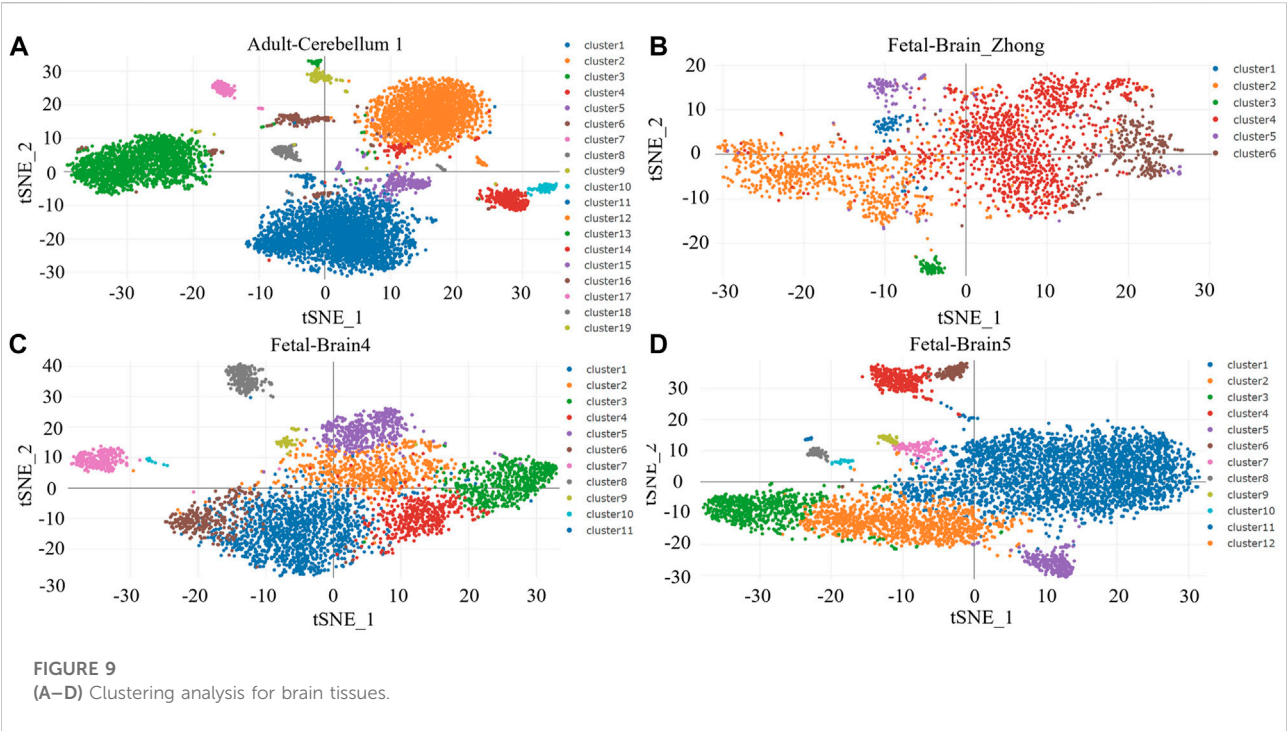 A
Adult-Cerebellum 1
tSNE_2
30
20
10
0
-10
-20
-30
-30
-20
-10
0
10
20
30
tSNE_1
cluster1
cluster2
cluster3
cluster4
cluster5
cluster6
cluster7
cluster8
cluster9
cluster10
cluster11
cluster12
cluster13
cluster14
cluster15
cluster16
cluster17
cluster18
cluster19
B
Fetal-Brain_Zhong
tSNE_2
20
10
0
-10
-20
-30
-20
-10
0
10
20
30
tSNE_1
cluster1
cluster2
cluster3
cluster4
cluster5
cluster6
C
Fetal-Brain4
tSNE_2
40
30
20
10
0
-10
-20
-30
-30
-20
-10
0
10
20
30
tSNE_1
cluster1
cluster2
cluster3
cluster4
cluster5
cluster6
cluster7
cluster8
cluster9
cluster10
cluster11
D
Fetal-Brain5
tSNE_2
30
20
10
0
-10
-20
-30
-30
-20
-10
0
10
20
30
tSNE_1
cluster1
cluster2
cluster3
cluster4
cluster5
cluster6
cluster7
cluster8
cluster9
cluster10
cluster11
cluster12
FIGURE 9
(A–D) Clustering analysis for brain tissues.